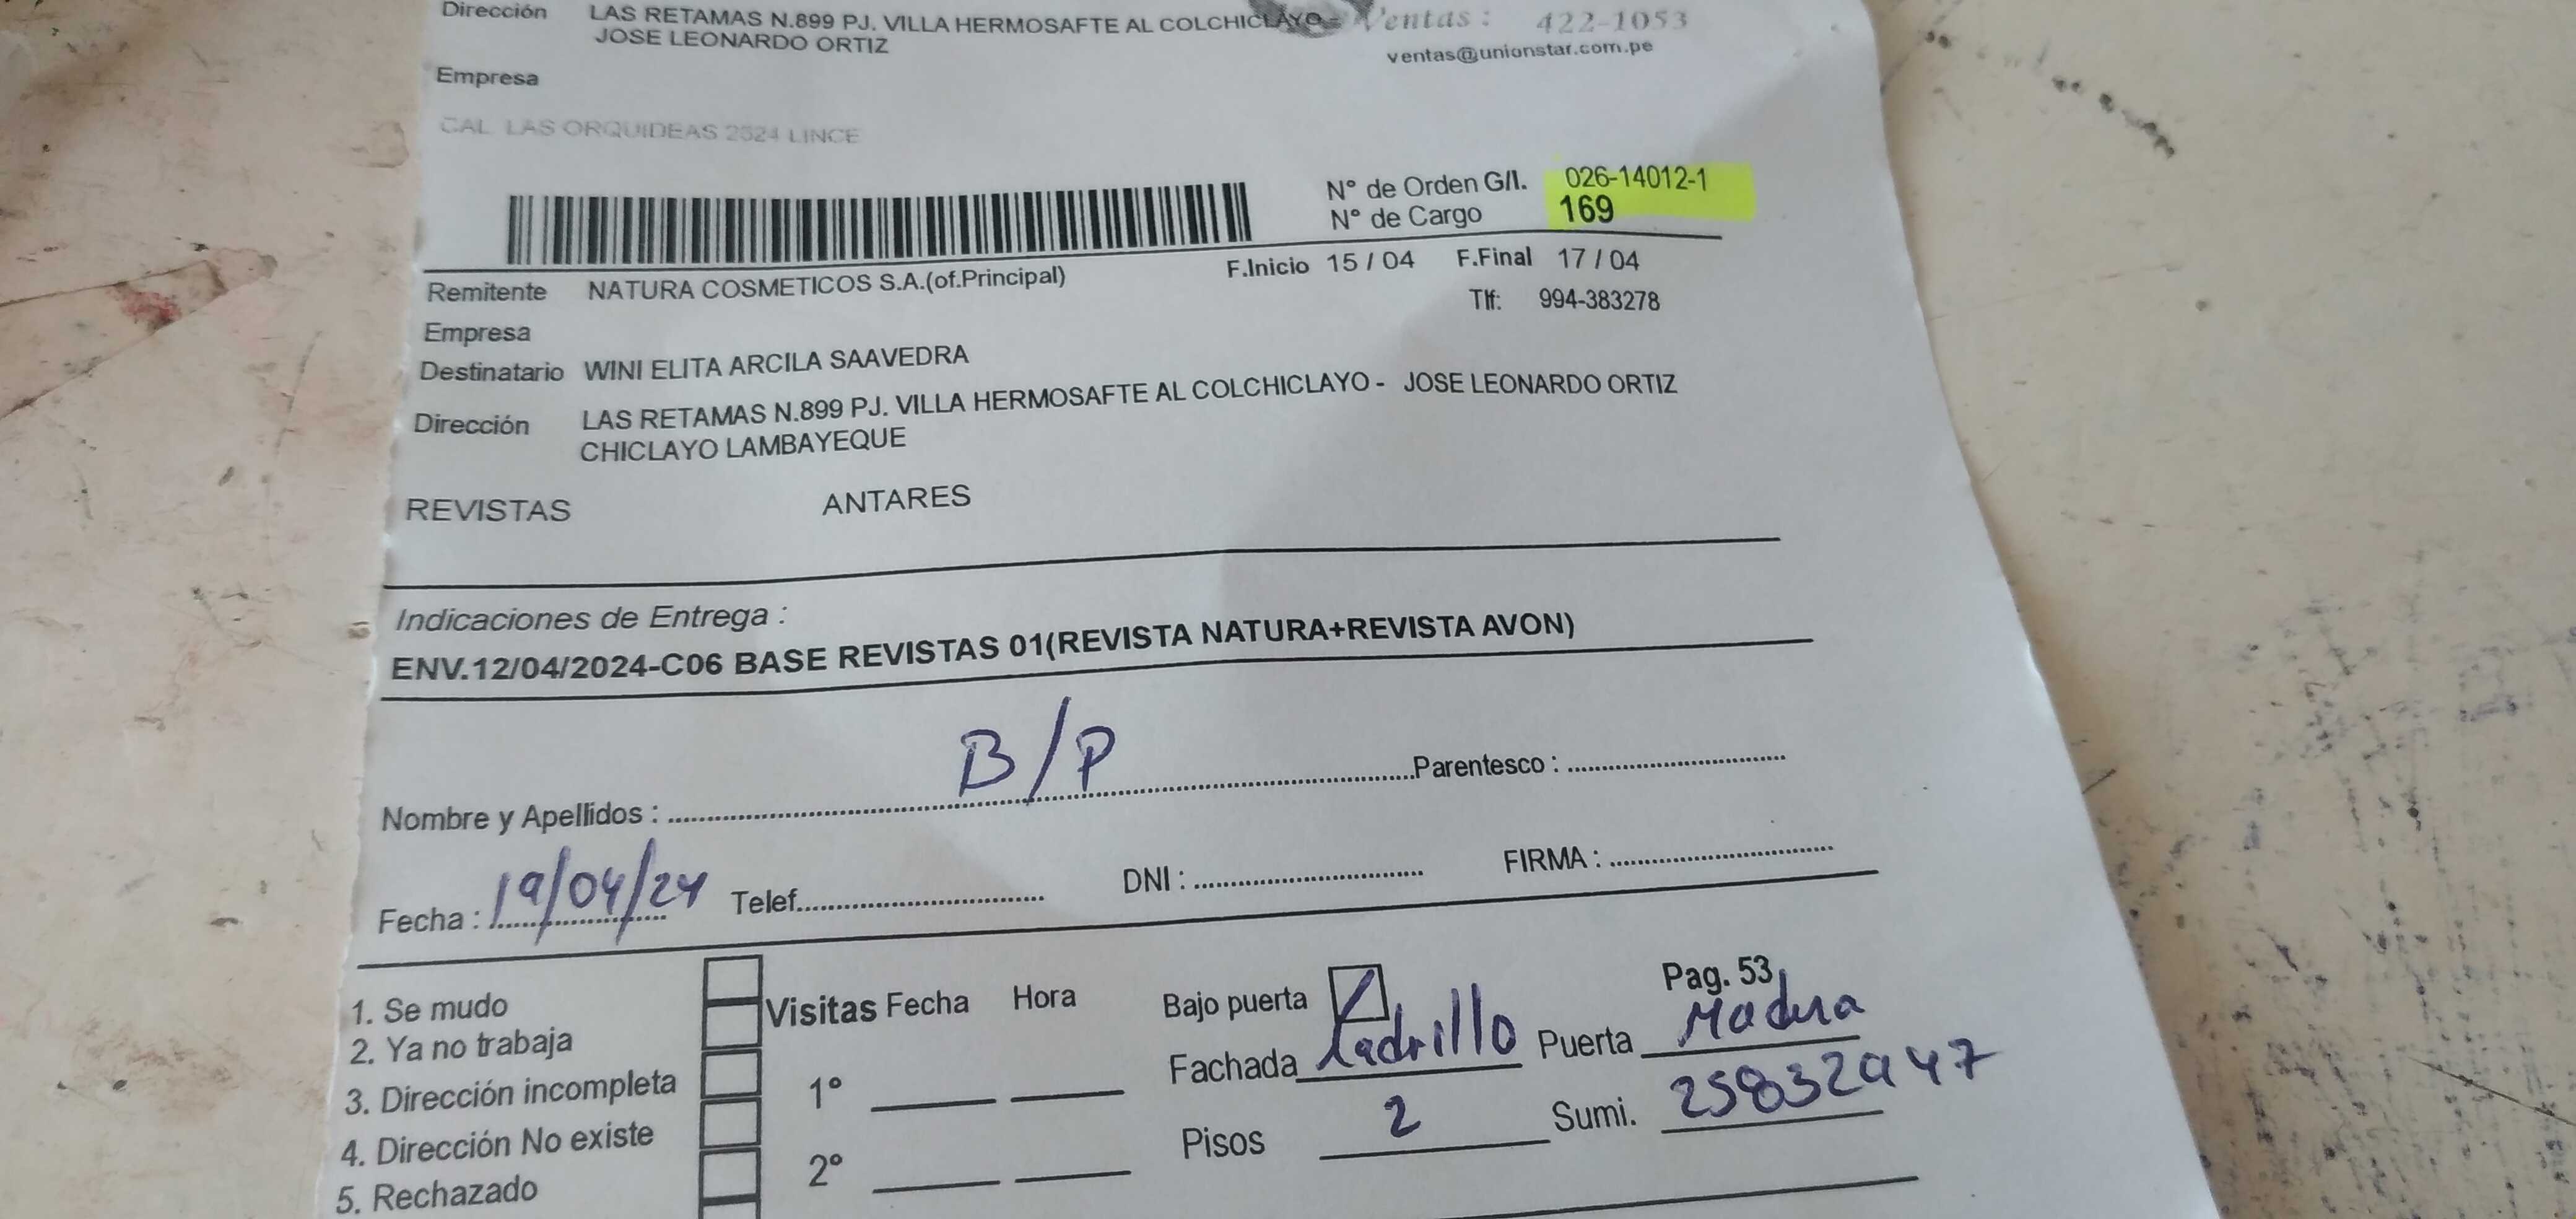 Dirección LAS RETAMAS N.899 PJ. VILLA HERMOSAFTE AL COLCHICLAYO - Ventas : 422-1053
JOSE LEONARDO ORTIZ ventas@unionstar.com.pe
Empresa
CAL LAS ORQUIDEAS 2624 LINCE
N° de Orden G/I. 026-14012-1
N° de Cargo 169
F.Inicio 15 / 04 F.Final 17 / 04
Remitente NATURA COSMETICOS S.A.(of.Principal) Tlf: 994-383278
Empresa
Destinatario WINI ELITA ARCILA SAAVEDRA
Dirección LAS RETAMAS N.899 PJ. VILLA HERMOSAFTE AL COLCHICLAYO - JOSE LEONARDO ORTIZ
CHICLAYO LAMBAYEQUE
REVISTAS ANTARES
Indicaciones de Entrega :
ENV.12/04/2024-C06 BASE REVISTAS 01(REVISTA NATURA+REVISTA AVON)
Nombre y Apellidos : B/P Parentesco :
Fecha : 19/04/24 Telef. DNI : FIRMA :
Pag. 53
1. Se mudo Visitas Fecha Hora Bajo puerta
2. Ya no trabaja Fachada Ladrillo Puerta Madera
3. Dirección incompleta 1° Pisos 2 Sumi. 25832947
4. Dirección No existe 2°
5. Rechazado